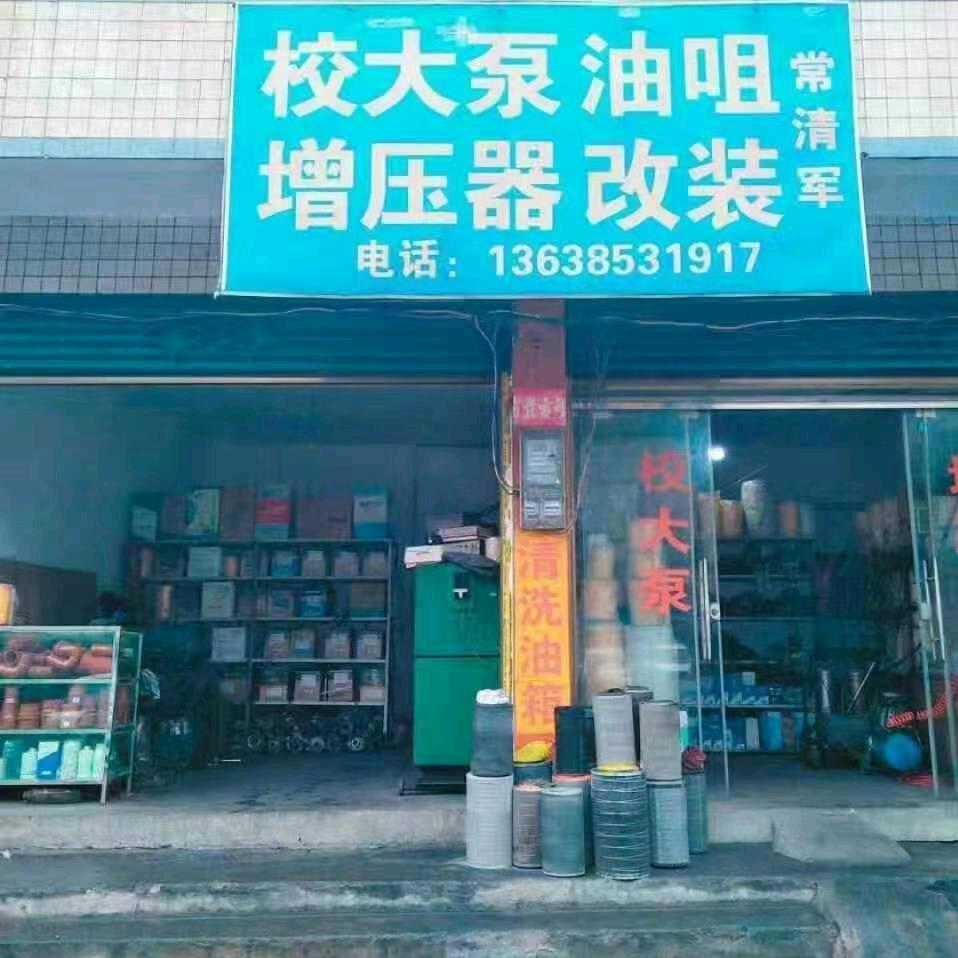 校大泵 油咀
增压器 改装
常清军
电话：13638531917
清洗油箱
校大泵